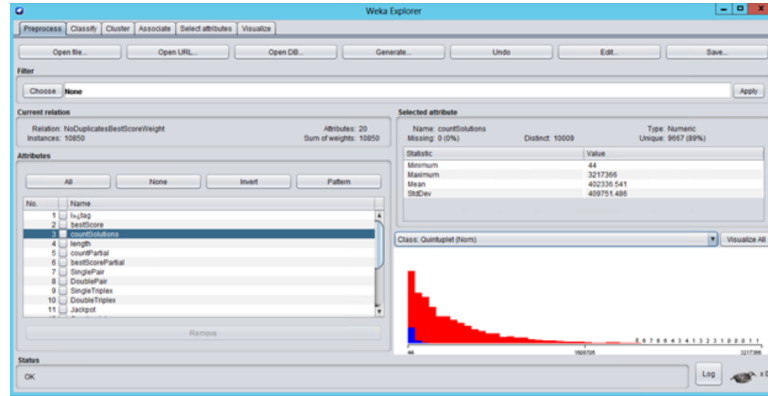 Weka Explorer
Preprocess Classify Cluster Associate Select attributes Visualize
Open file... Open URL... Open DB... Generate... Undo Edit... Save...
Filter
Choose None Apply
Current relation
Relation: NoDuplicatesBestScoreWeight Attributes: 20
Instances: 10850 Sum of weights: 10850
Selected attribute
Name: countSolutions Type: Numeric
Missing: 0 (0%) Distinct: 10009 Unique: 9667 (89%)
Statistic Value
Minimum 44
Maximum 3217366
Mean 402336.541
StdDev 409751.486
Attributes
All None Invert Pattern
No. Name
1 ï»¿tag
2 bestScore
3 countSolutions
4 length
5 countPartial
6 bestScorePartial
7 SinglePair
8 DoublePair
9 SingleTriplex
10 DoubleTriplex
11 Jackpot
Remove
Class: Quintuplet (Nom) Visualize All
44 1608705 3217366
Status
OK
Log x 0